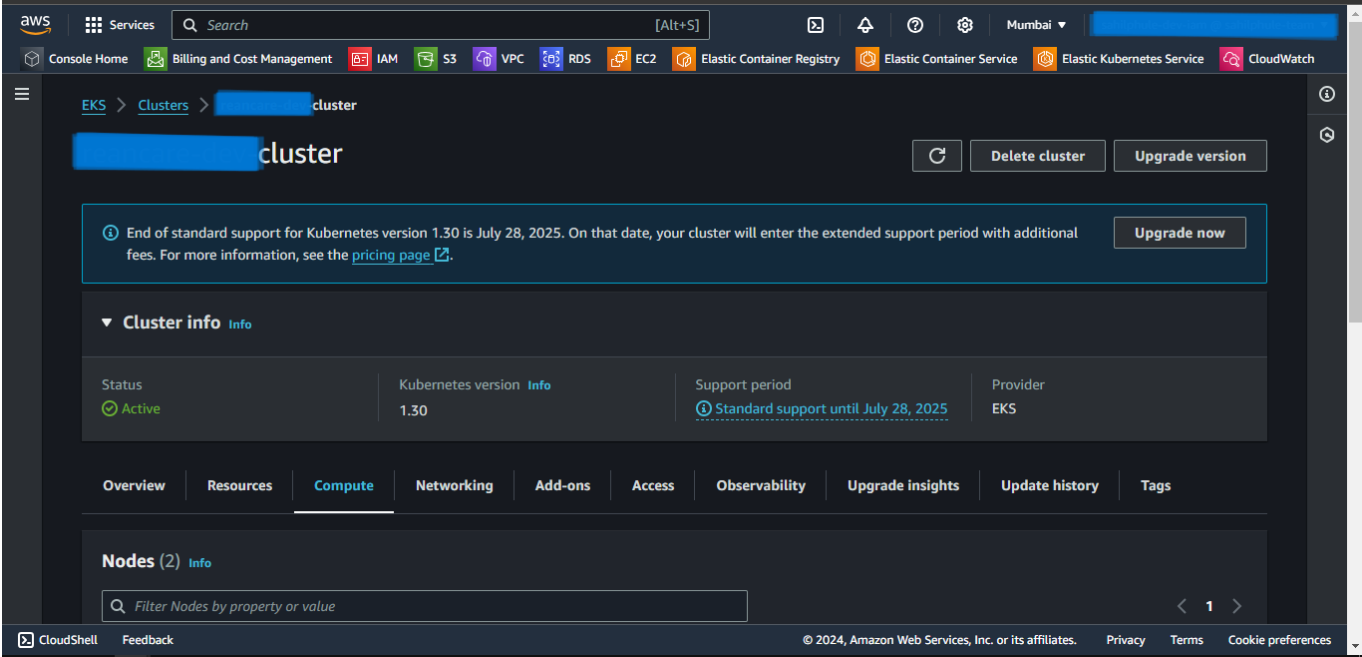 aws Services Search [Alt+S] Mumbai
Console Home Billing and Cost Management IAM S3 VPC RDS EC2 Elastic Container Registry Elastic Container Service Elastic Kubernetes Service CloudWatch
EKS Clusters cluster
cluster
Delete cluster Upgrade version
End of standard support for Kubernetes version 1.30 is July 28, 2025. On that date, your cluster will enter the extended support period with additional
fees. For more information, see the pricing page.
Upgrade now
Cluster info Info
Status Kubernetes version Info Support period Provider
Active 1.30 Standard support until July 28, 2025 EKS
Overview Resources Compute Networking Add-ons Access Observability Upgrade insights Update history Tags
Nodes (2) Info
Filter Nodes by property or value 1
CloudShell Feedback © 2024, Amazon Web Services, Inc. or its affiliates. Privacy Terms Cookie preferences